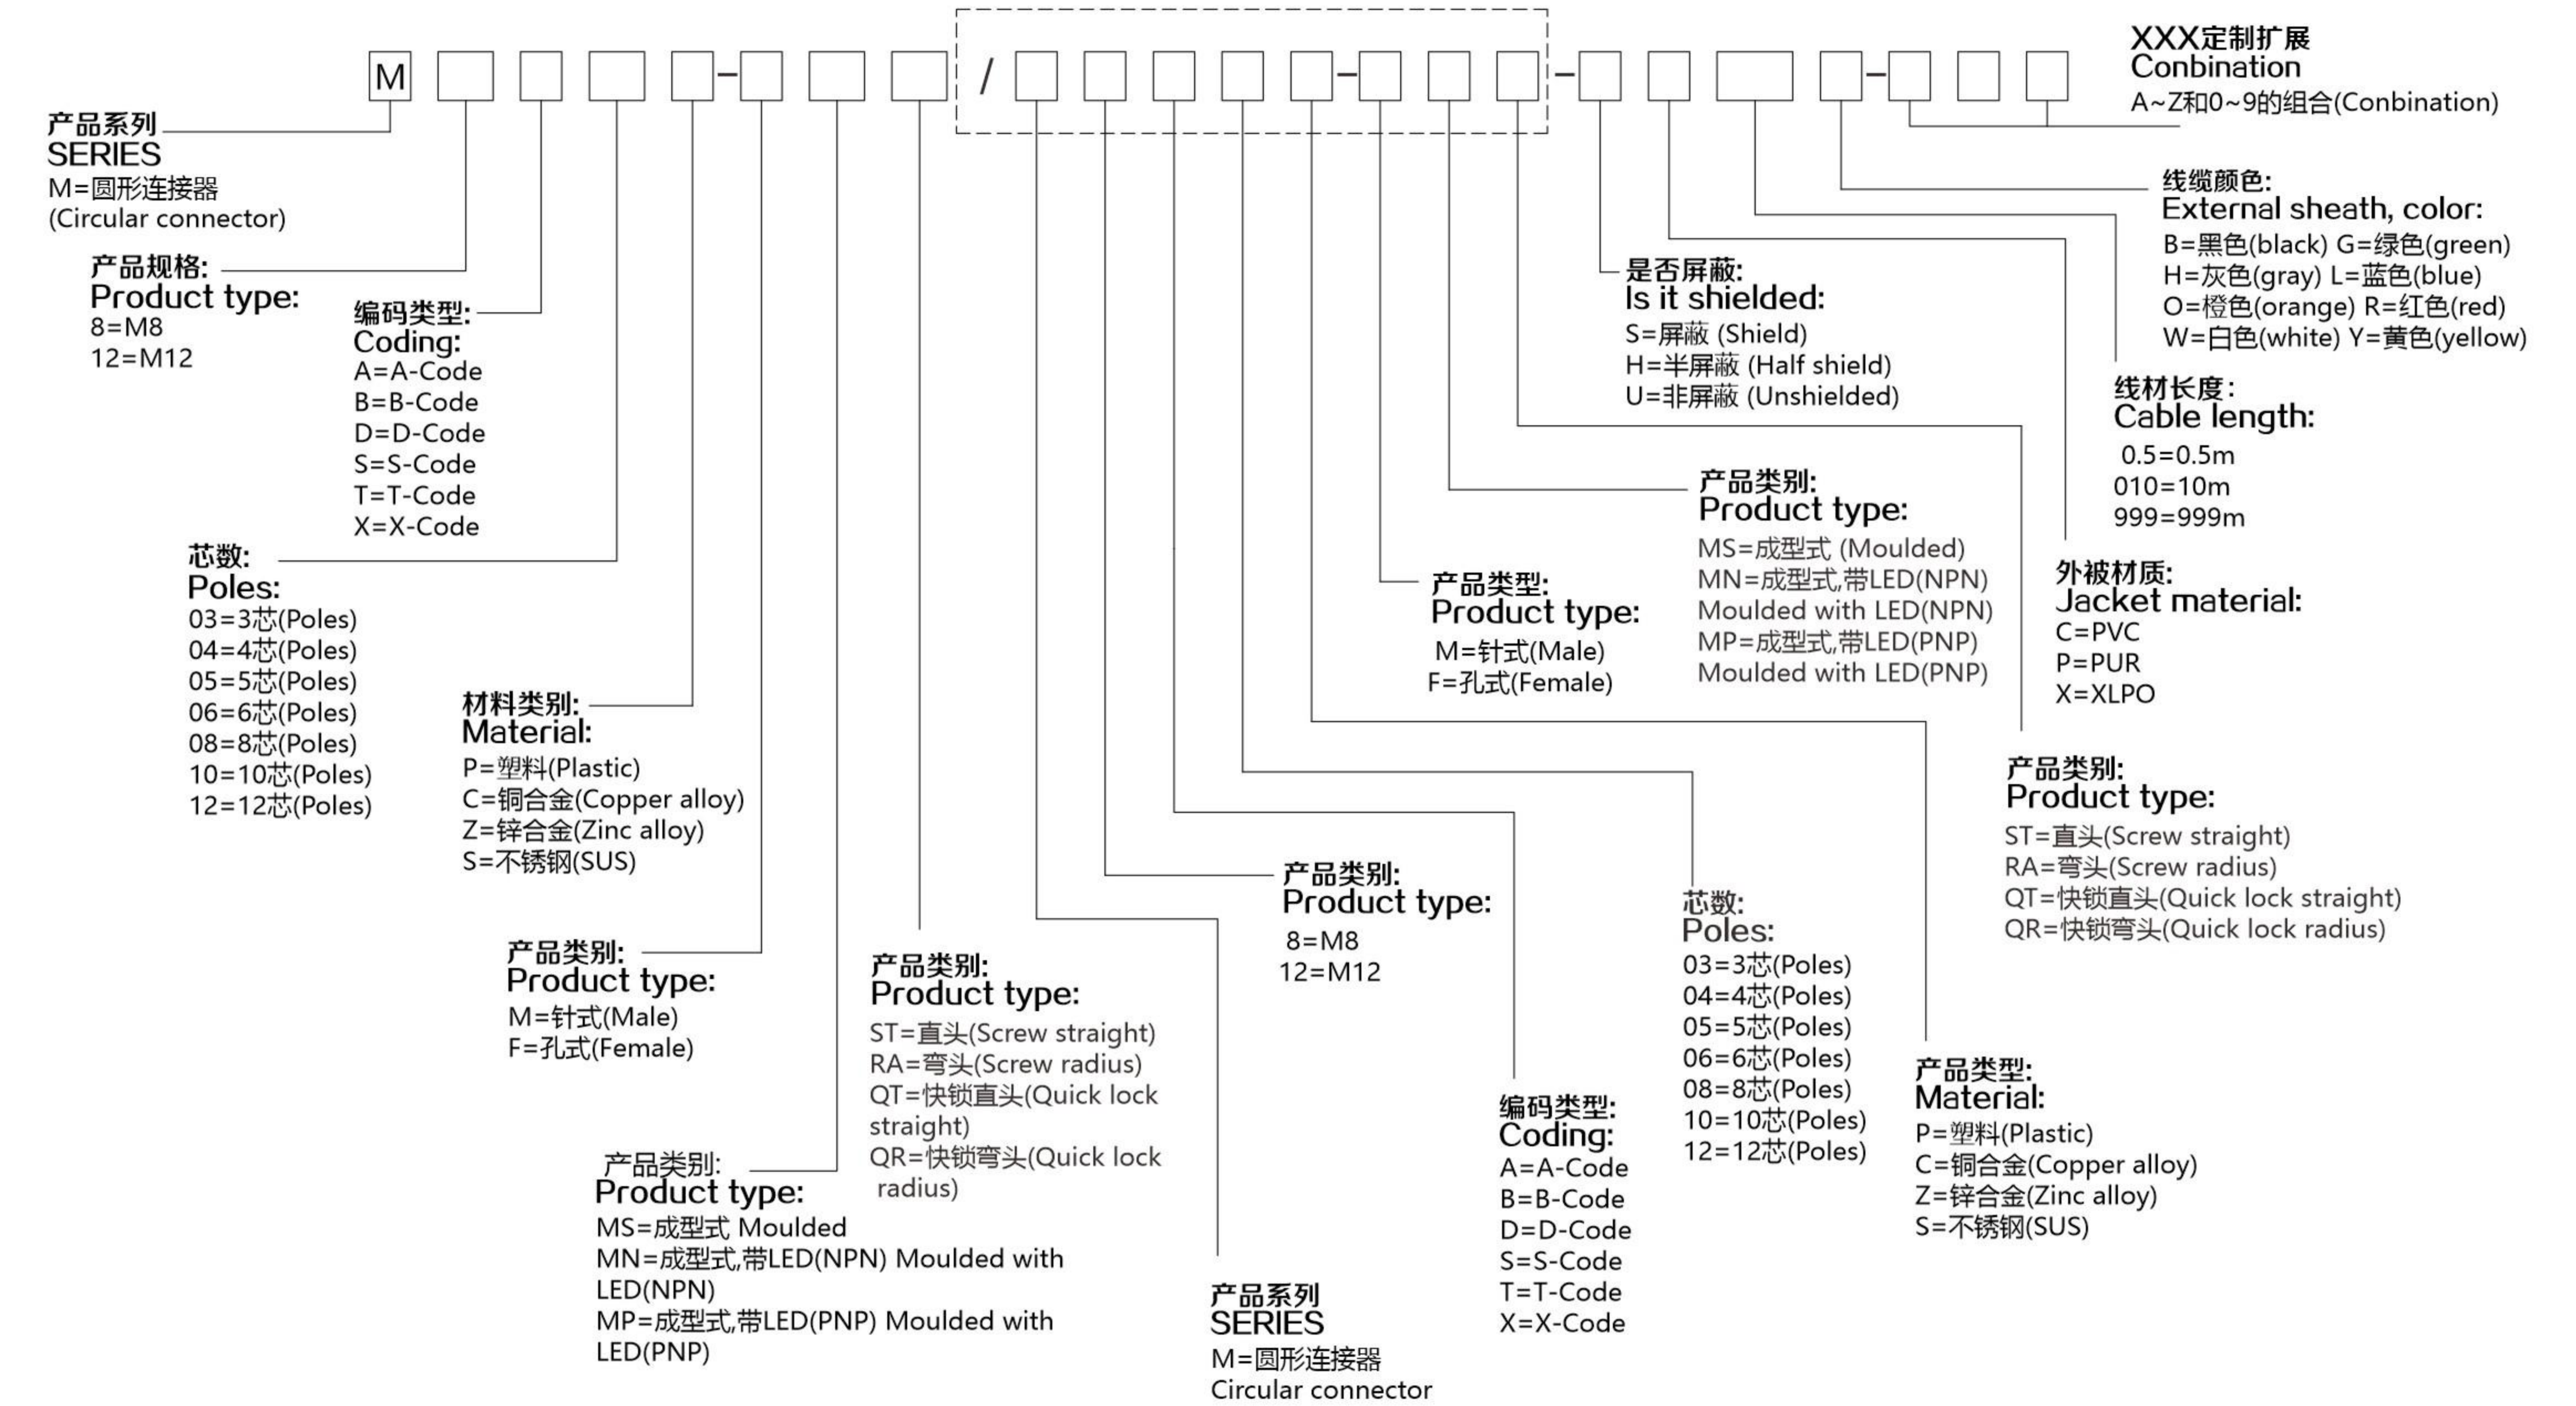 M - / - - -
XXX定制扩展
Conbination
A~Z和0~9的组合(Conbination)
产品系列
SERIES
M=圆形连接器
(Circular connector)
产品规格:
Product type:
8=M8
12=M12
编码类型:
Coding:
A=A-Code
B=B-Code
D=D-Code
S=S-Code
T=T-Code
X=X-Code
芯数:
Poles:
03=3芯(Poles)
04=4芯(Poles)
05=5芯(Poles)
06=6芯(Poles)
08=8芯(Poles)
10=10芯(Poles)
12=12芯(Poles)
材料类别:
Material:
P=塑料(Plastic)
C=铜合金(Copper alloy)
Z=锌合金(Zinc alloy)
S=不锈钢(SUS)
产品类别:
Product type:
M=针式(Male)
F=孔式(Female)
产品类别:
Product type:
MS=成型式 Moulded
MN=成型式,带LED(NPN) Moulded with
LED(NPN)
MP=成型式,带LED(PNP) Moulded with
LED(PNP)
产品类别:
Product type:
ST=直头(Screw straight)
RA=弯头(Screw radius)
QT=快锁直头(Quick lock
straight)
QR=快锁弯头(Quick lock
radius)
产品系列
SERIES
M=圆形连接器
Circular connector
产品类别:
Product type:
8=M8
12=M12
编码类型:
Coding:
A=A-Code
B=B-Code
D=D-Code
S=S-Code
T=T-Code
X=X-Code
芯数:
Poles:
03=3芯(Poles)
04=4芯(Poles)
05=5芯(Poles)
06=6芯(Poles)
08=8芯(Poles)
10=10芯(Poles)
12=12芯(Poles)
产品类型:
Material:
P=塑料(Plastic)
C=铜合金(Copper alloy)
Z=锌合金(Zinc alloy)
S=不锈钢(SUS)
产品类型:
Product type:
M=针式(Male)
F=孔式(Female)
产品类别:
Product type:
MS=成型式 (Moulded)
MN=成型式,带LED(NPN)
Moulded with LED(NPN)
MP=成型式,带LED(PNP)
Moulded with LED(PNP)
产品类别:
Product type:
ST=直头(Screw straight)
RA=弯头(Screw radius)
QT=快锁直头(Quick lock straight)
QR=快锁弯头(Quick lock radius)
是否屏蔽:
Is it shielded:
S=屏蔽 (Shield)
H=半屏蔽 (Half shield)
U=非屏蔽 (Unshielded)
外被材质:
Jacket material:
C=PVC
P=PUR
X=XLPO
线材长度:
Cable length:
0.5=0.5m
010=10m
999=999m
线缆颜色:
External sheath, color:
B=黑色(black) G=绿色(green)
H=灰色(gray) L=蓝色(blue)
O=橙色(orange) R=红色(red)
W=白色(white) Y=黄色(yellow)